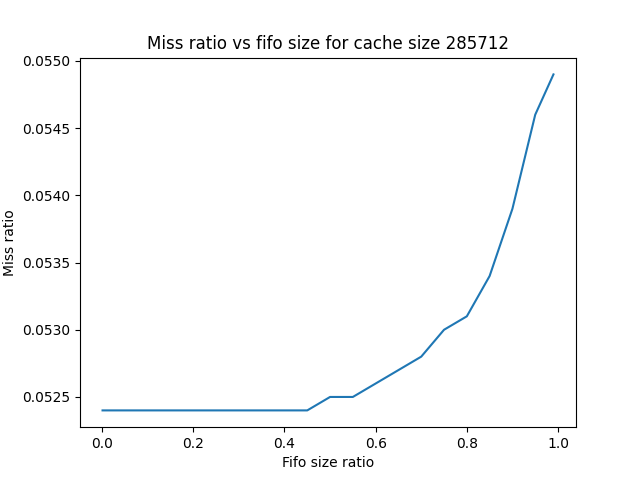 Miss ratio vs fifo size for cache size 285712
0.0550
0.0545
0.0540
0.0535
0.0530
0.0525
Miss ratio
0.0 0.2 0.4 0.6 0.8 1.0
Fifo size ratio